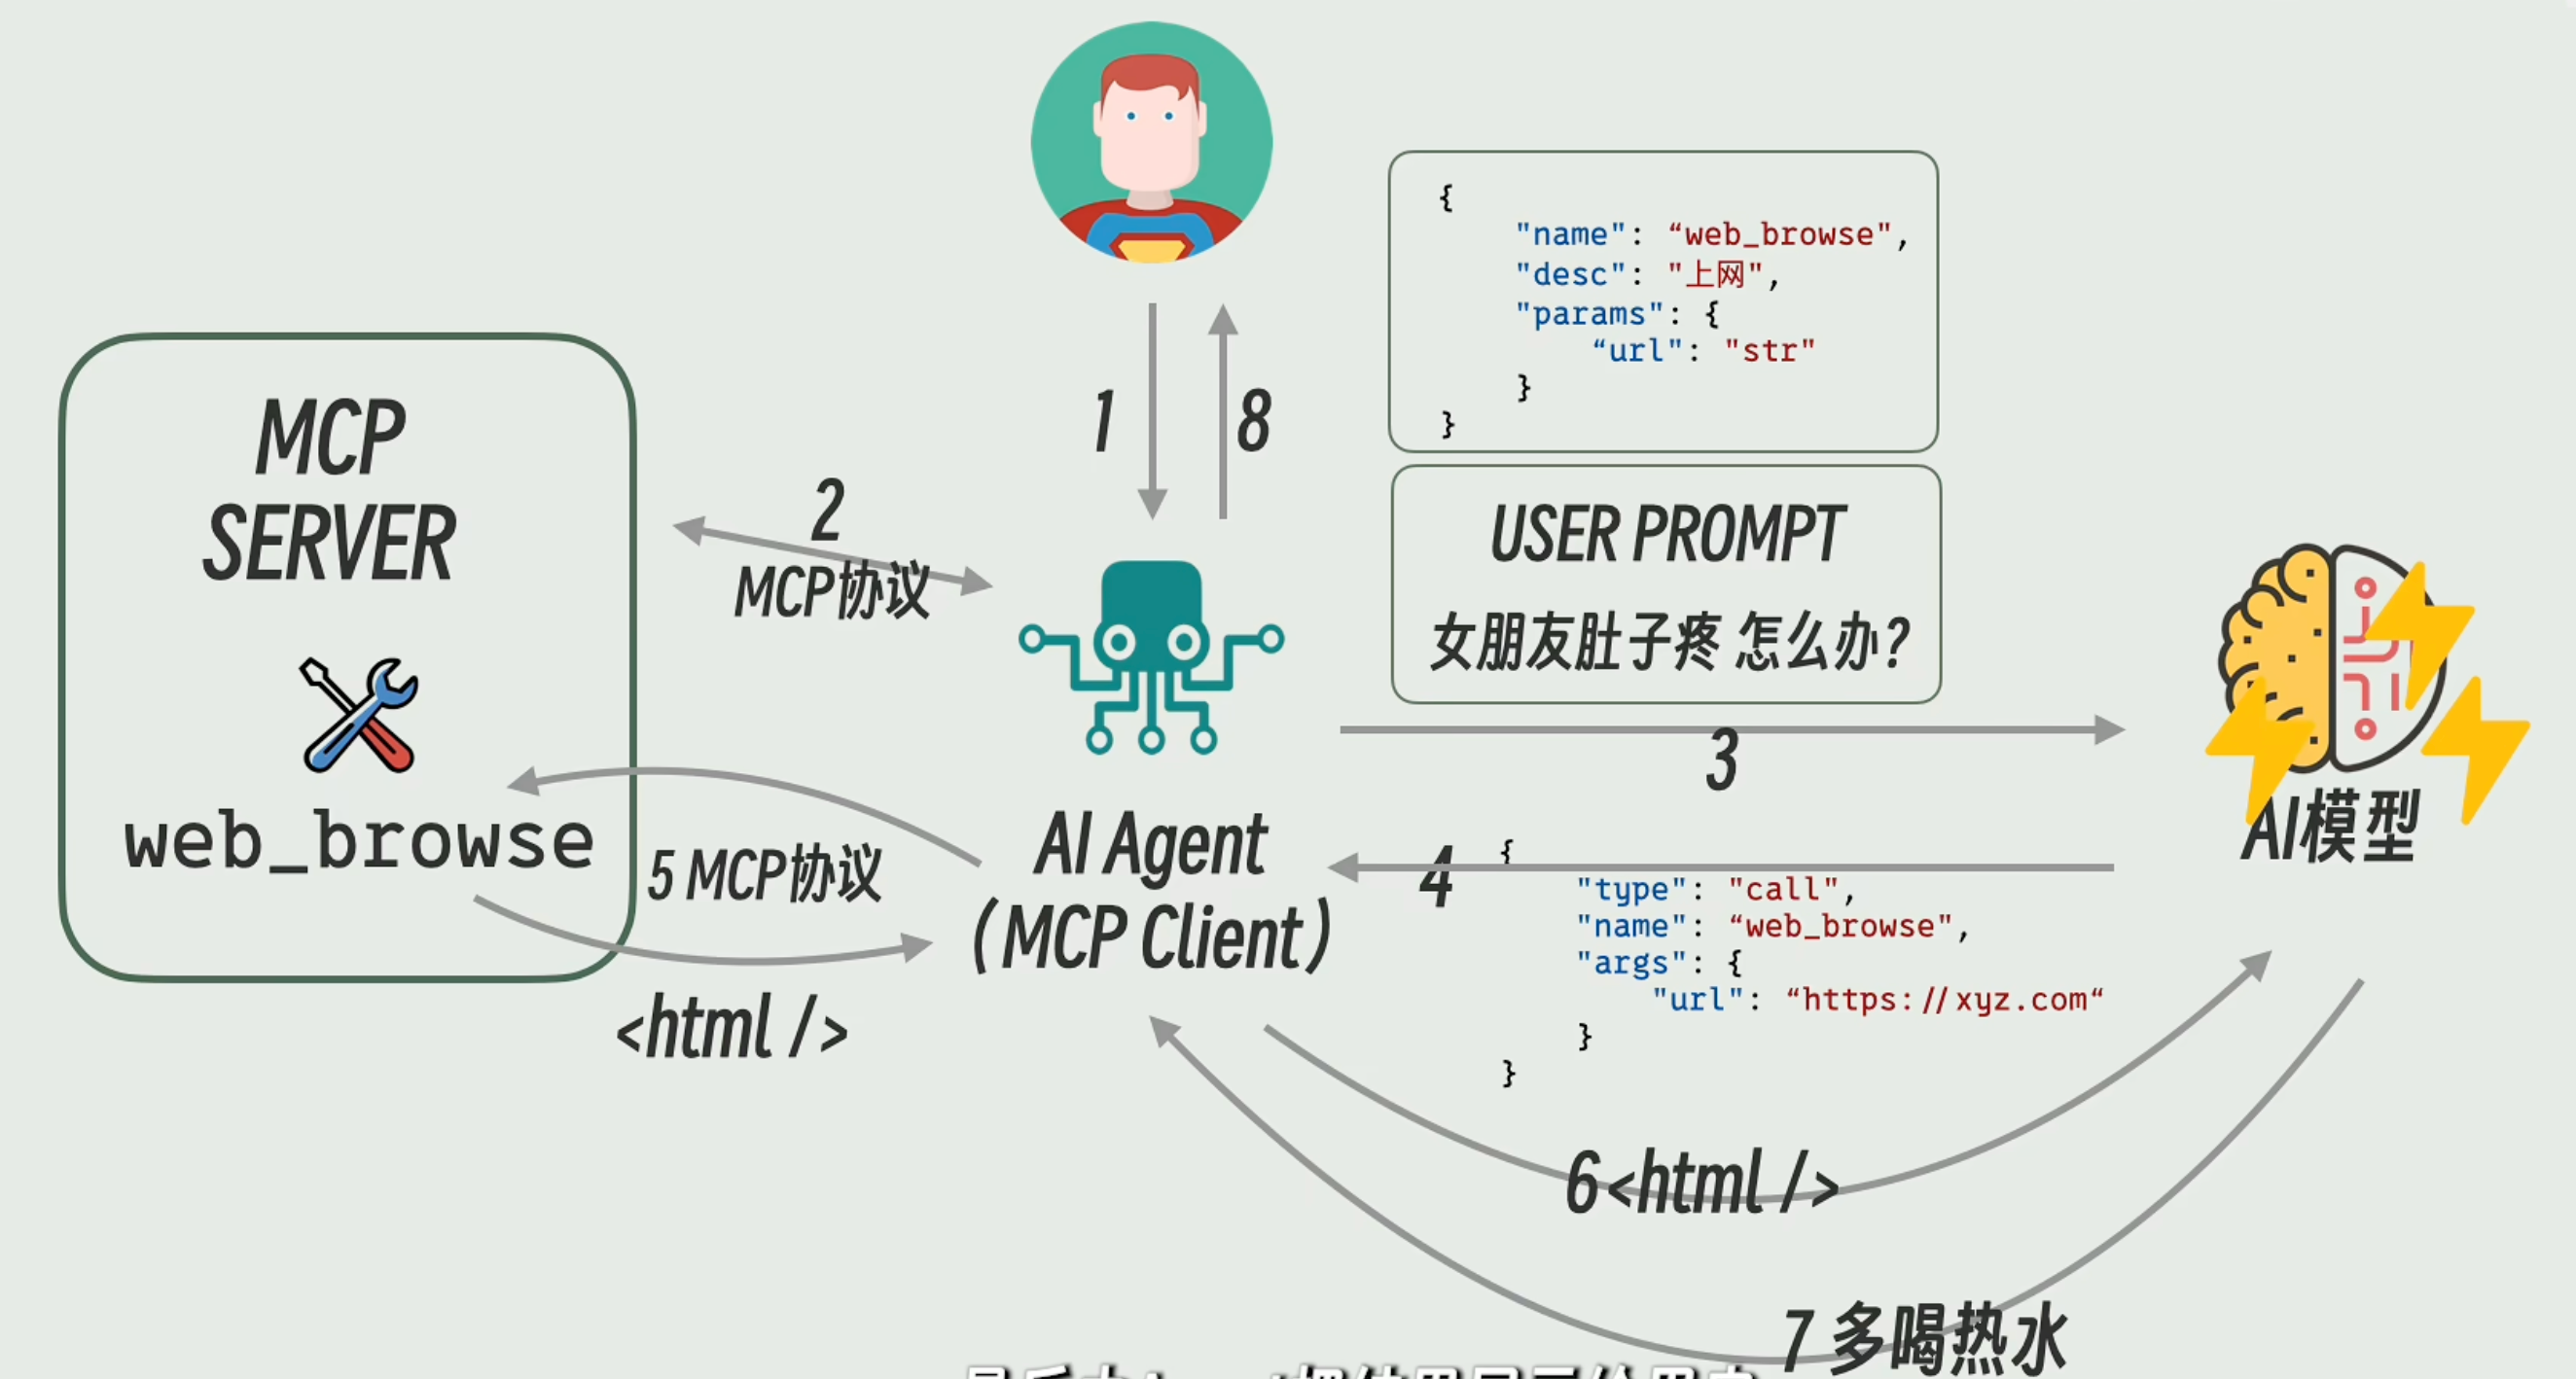 {
"name": “web_browse",
"desc": "上网",
"params": {
“url": "str"
}
}
1
8
MCP
SERVER
2
MCP协议
USER PROMPT
女朋友肚子疼 怎么办?
3
web_browse
AI Agent
(MCP Client)
AI模型
5 MCP协议
<html />
4
{
"type": "call",
"name": “web_browse",
"args": {
"url": “https://xyz.com“
}
}
6<html />
7 多喝热水